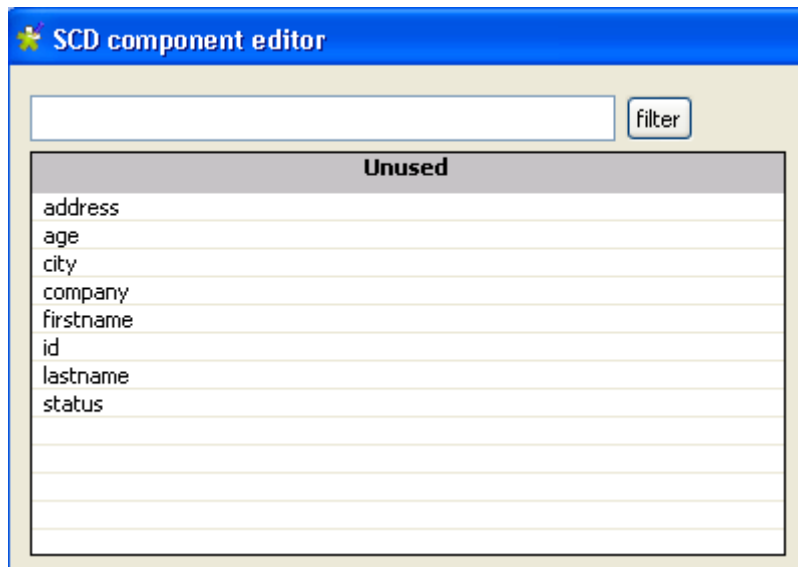 SCD component editor
filter
Unused
address
age
city
company
firstname
id
lastname
status